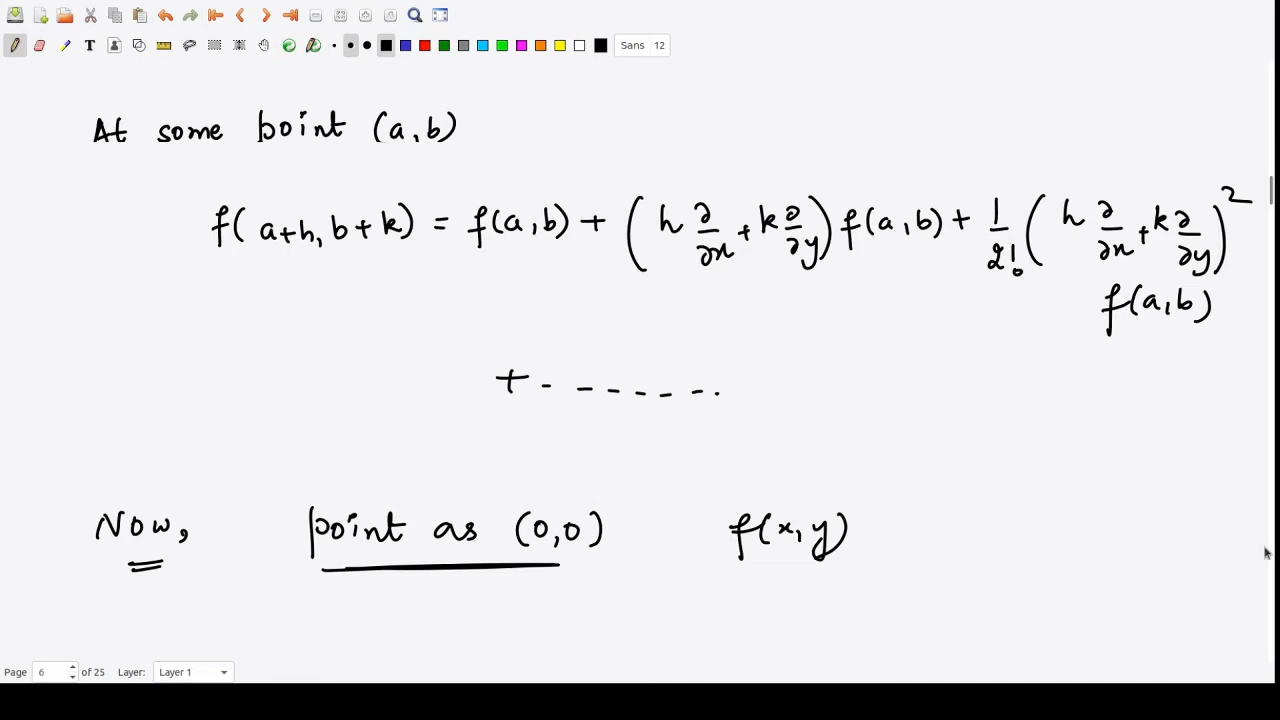 Sans 12
At some point (a,b)
f(a+h, b+k) = f(a,b) + (h ∂/∂x + k ∂/∂y) f(a,b) + 1/2! (h ∂/∂x + k ∂/∂y)^2
f(a,b)
+ - - - - - - - .
Now, point as (0,0) f(x,y)
Page 6 of 25 Layer: Layer 1